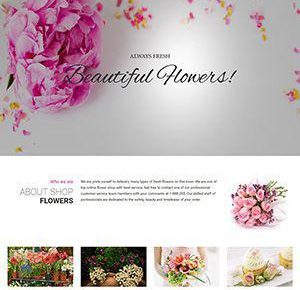 ALWAYS FRESH
Beautiful Flowers!
Who we are
ABOUT SHOP
FLOWERS
We are pride ourself to delivery many types of fresh flowers on this town. We are one of
top online flower shop with best service, feel free to contact one of our professional
customer service team members with your comments at 1-888-203. Our skilled staff of
professionals are dedicated to the safety, beauty and timeliness of your order.